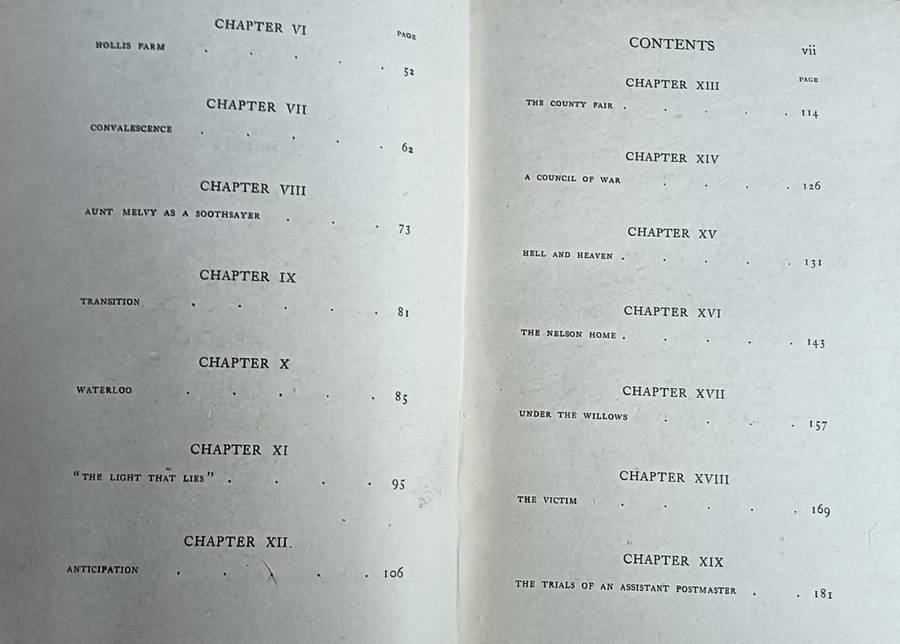 CHAPTER VI
PAGE
HOLLIS FARM . . . . . 52
CHAPTER VII
CONVALESCENCE . . . . . 62
CHAPTER VIII
AUNT MELVY AS A SOOTHSAYER . . . 73
CHAPTER IX
TRANSITION . . . . . 81
CHAPTER X
WATERLOO . . . . . 85
CHAPTER XI
"THE LIGHT THAT LIES" . . . . 95
CHAPTER XII.
ANTICIPATION . . . . . 106
CONTENTS vii
CHAPTER XIII
PAGE
THE COUNTY FAIR . . . . . 114
CHAPTER XIV
A COUNCIL OF WAR . . . . 126
CHAPTER XV
HELL AND HEAVEN . . . . . 131
CHAPTER XVI
THE NELSON HOME . . . . . 143
CHAPTER XVII
UNDER THE WILLOWS . . . . 157
CHAPTER XVIII
THE VICTIM . . . . . 169
CHAPTER XIX
THE TRIALS OF AN ASSISTANT POSTMASTER . . 181